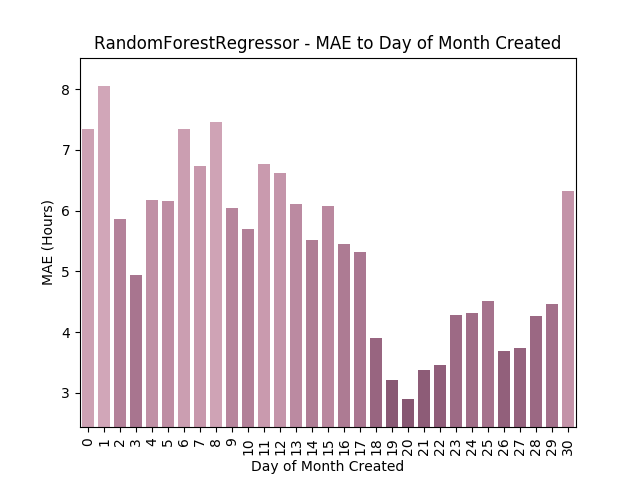 RandomForestRegressor - MAE to Day of Month Created
MAE (Hours)
8
7
6
5
4
3
0 1 2 3 4 5 6 7 8 9 10 11 12 13 14 15 16 17 18 19 20 21 22 23 24 25 26 27 28 29 30
Day of Month Created